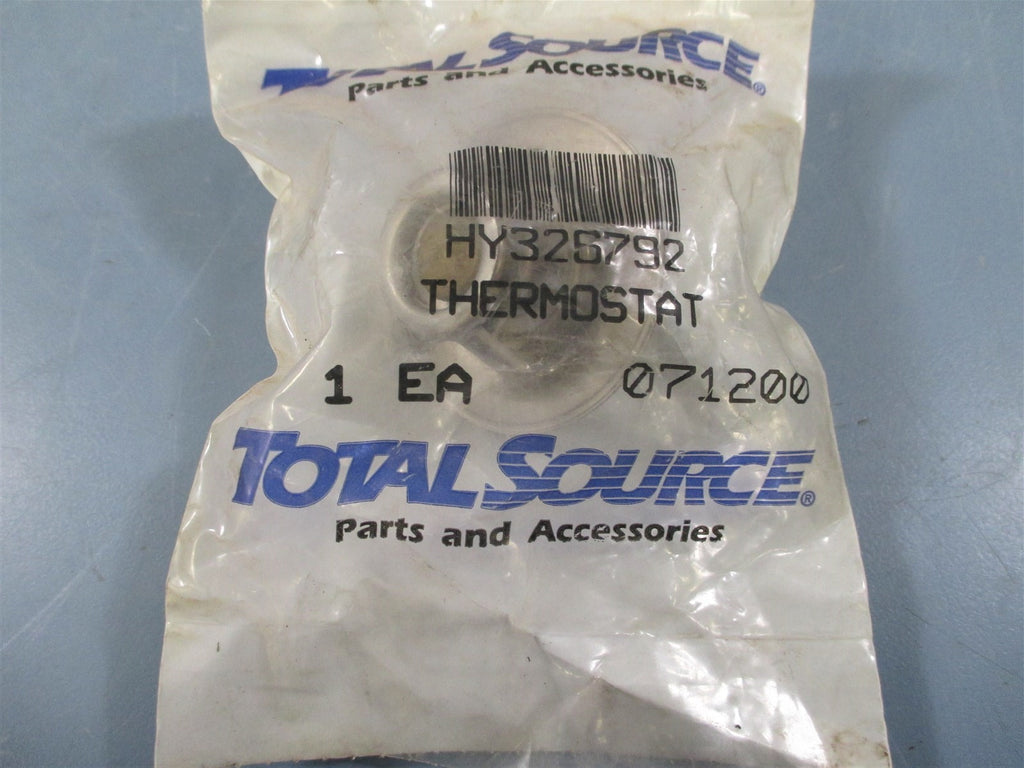 TOTAL SOURCE®
Parts and Accessories
HY326792
THERMOSTAT
1 EA 071200
TOTAL SOURCE®
Parts and Accessories